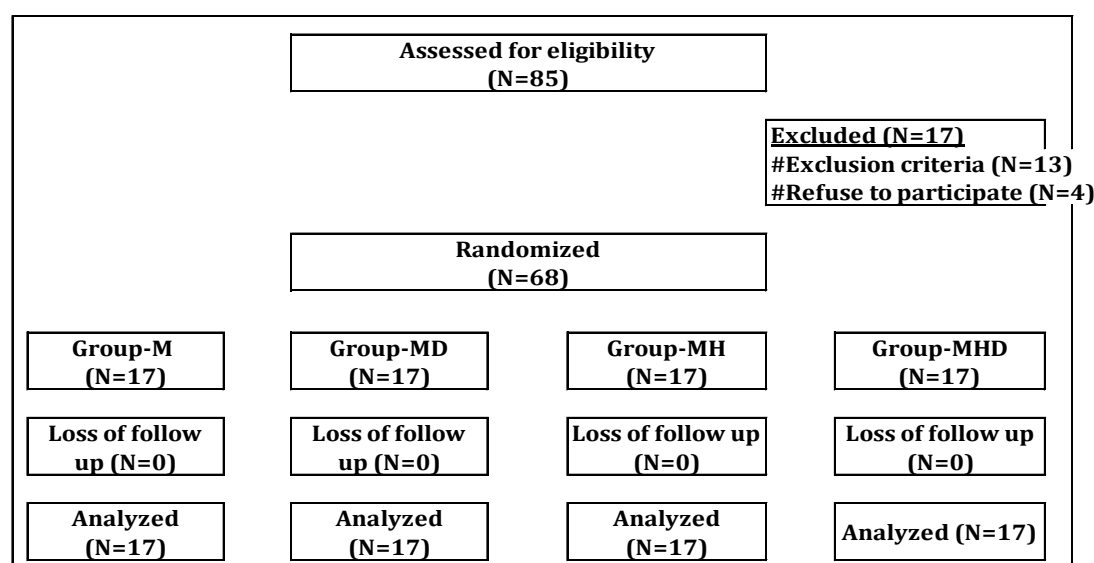 Assessed for eligibility
(N=85)
Excluded (N=17)
#Exclusion criteria (N=13)
#Refuse to participate (N=4)
Randomized
(N=68)
Group-M
(N=17)
Group-MD
(N=17)
Group-MH
(N=17)
Group-MHD
(N=17)
Loss of follow
up (N=0)
Loss of follow
up (N=0)
Loss of follow up
(N=0)
Loss of follow up
(N=0)
Analyzed
(N=17)
Analyzed
(N=17)
Analyzed
(N=17)
Analyzed (N=17)